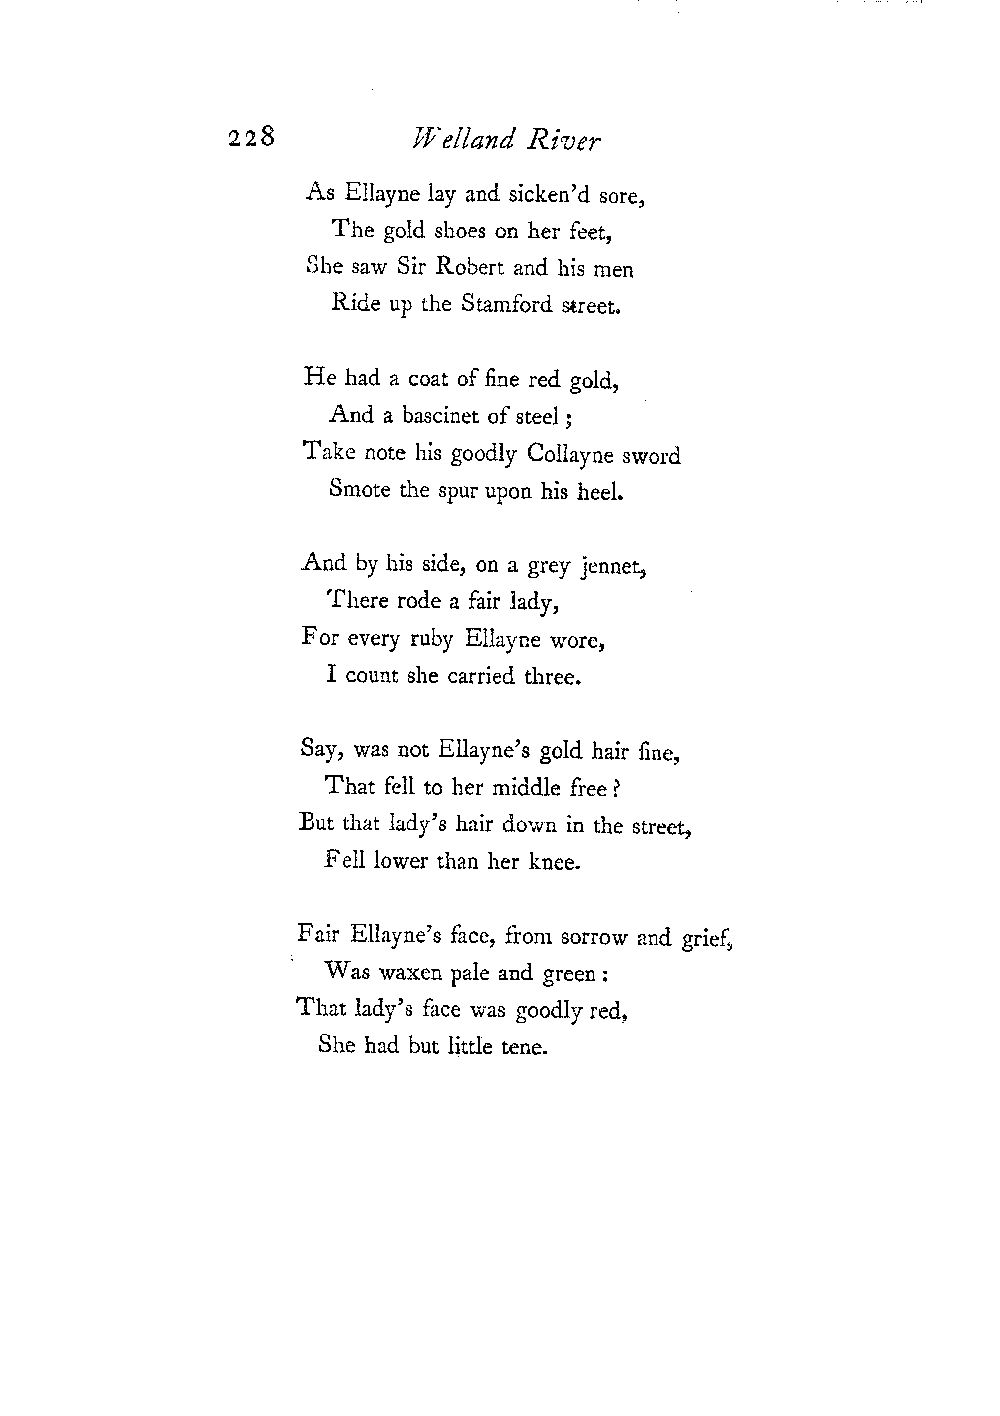 228 Welland River
As Ellayne lay and sicken'd sore,
The gold shoes on her feet,
She saw Sir Robert and his men
Ride up the Stamford street.
He had a coat of fine red gold,
And a bascinet of steel ;
Take note his goodly Collayne sword
Smote the spur upon his heel.
And by his side, on a grey jennet,
There rode a fair lady,
For every ruby Ellayne wore,
I count she carried three.
Say, was not Ellayne's gold hair fine,
That fell to her middle free ?
But that lady's hair down in the street,
Fell lower than her knee.
Fair Ellayne's face, from sorrow and grief,
Was waxen pale and green :
That lady's face was goodly red,
She had but little tene.